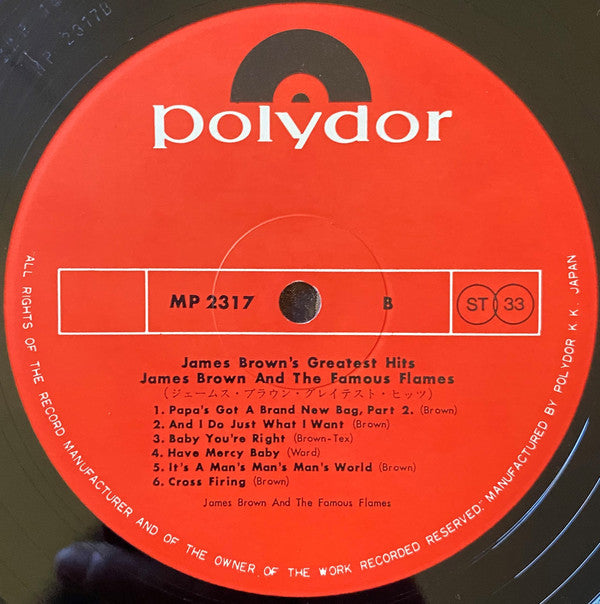 MP 2317B
polydor
MP 2317
B
ST 33
James Brown's Greatest Hits
James Brown And The Famous Flames
(ジェームス・ブラウン・グレイテスト・ヒッツ)
1. Papa's Got A Brand New Bag, Part 2. (Brown)
2. And I Do Just What I Want (Brown)
3. Baby You're Right (Brown-Tex)
4. Have Mercy Baby (Ward)
5. It's A Man's Man's Man's World (Brown)
6. Cross Firing (Brown)
James Brown And The Famous Flames
ALL RIGHTS OF THE RECORD MANUFACTURER AND OF THE OWNER OF THE WORK RECORDED RESERVED. MANUFACTURED BY POLYDOR K.K. JAPAN